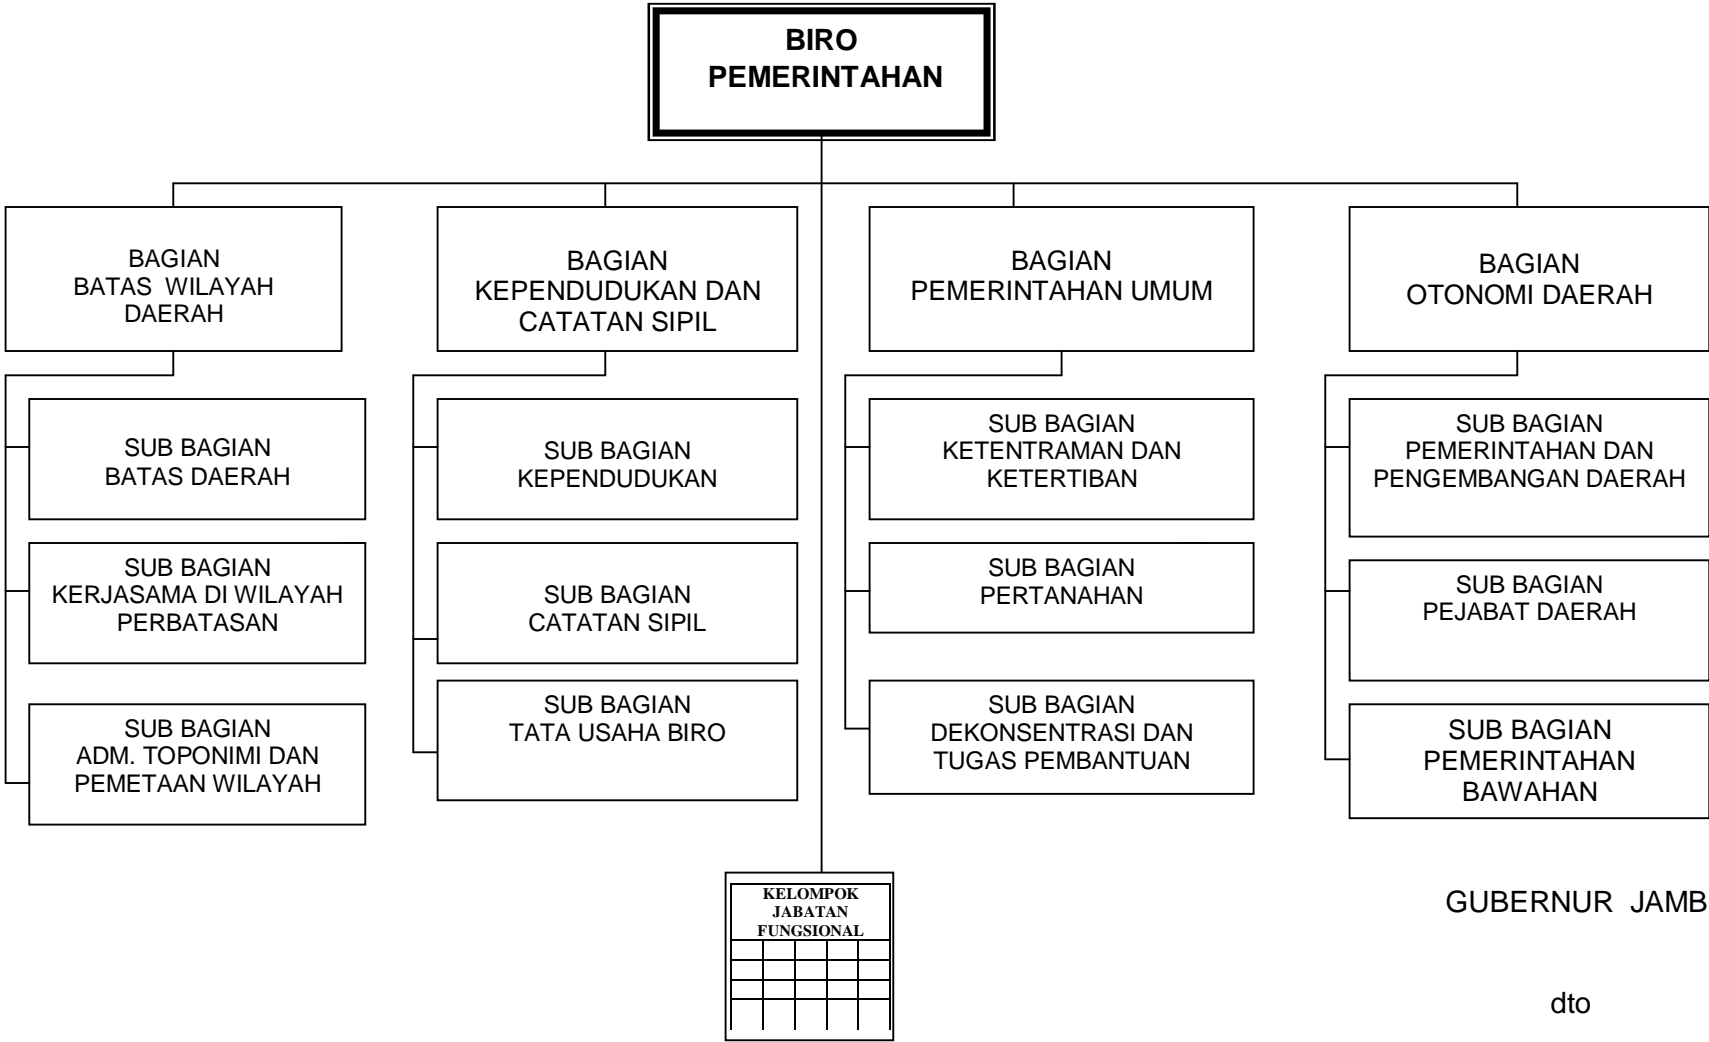 BIRO
PEMERINTAHAN
BAGIAN
BATAS WILAYAH
DAERAH
BAGIAN
KEPENDUDUKAN DAN
CATATAN SIPIL
BAGIAN
PEMERINTAHAN UMUM
BAGIAN
OTONOMI DAERAH
SUB BAGIAN
BATAS DAERAH
SUB BAGIAN
KERJASAMA DI WILAYAH
PERBATASAN
SUB BAGIAN
ADM. TOPONIMI DAN
PEMETAAN WILAYAH
SUB BAGIAN
KEPENDUDUKAN
SUB BAGIAN
CATATAN SIPIL
SUB BAGIAN
TATA USAHA BIRO
SUB BAGIAN
KETENTRAMAN DAN
KETERTIBAN
SUB BAGIAN
PERTANAHAN
SUB BAGIAN
DEKONSENTRASI DAN
TUGAS PEMBANTUAN
SUB BAGIAN
PEMERINTAHAN DAN
PENGEMBANGAN DAERAH
SUB BAGIAN
PEJABAT DAERAH
SUB BAGIAN
PEMERINTAHAN
BAWAHAN
KELOMPOK
JABATAN
FUNGSIONAL
GUBERNUR JAMB
dto